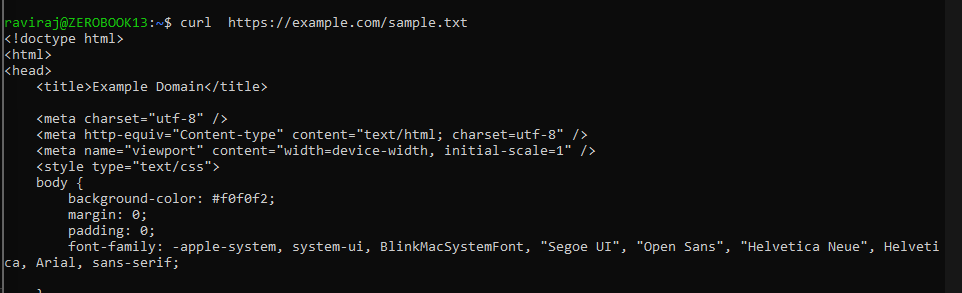 raviraj@ZEROBOOK13:~$ curl  https://example.com/sample.txt
<!doctype html>
<html>
<head>
    <title>Example Domain</title>

    <meta charset="utf-8" />
    <meta http-equiv="Content-type" content="text/html; charset=utf-8" />
    <meta name="viewport" content="width=device-width, initial-scale=1" />
    <style type="text/css">
    body {
        background-color: #f0f0f2;
        margin: 0;
        padding: 0;
        font-family: -apple-system, system-ui, BlinkMacSystemFont, "Segoe UI", "Open Sans", "Helvetica Neue", Helveti
ca, Arial, sans-serif;

    }